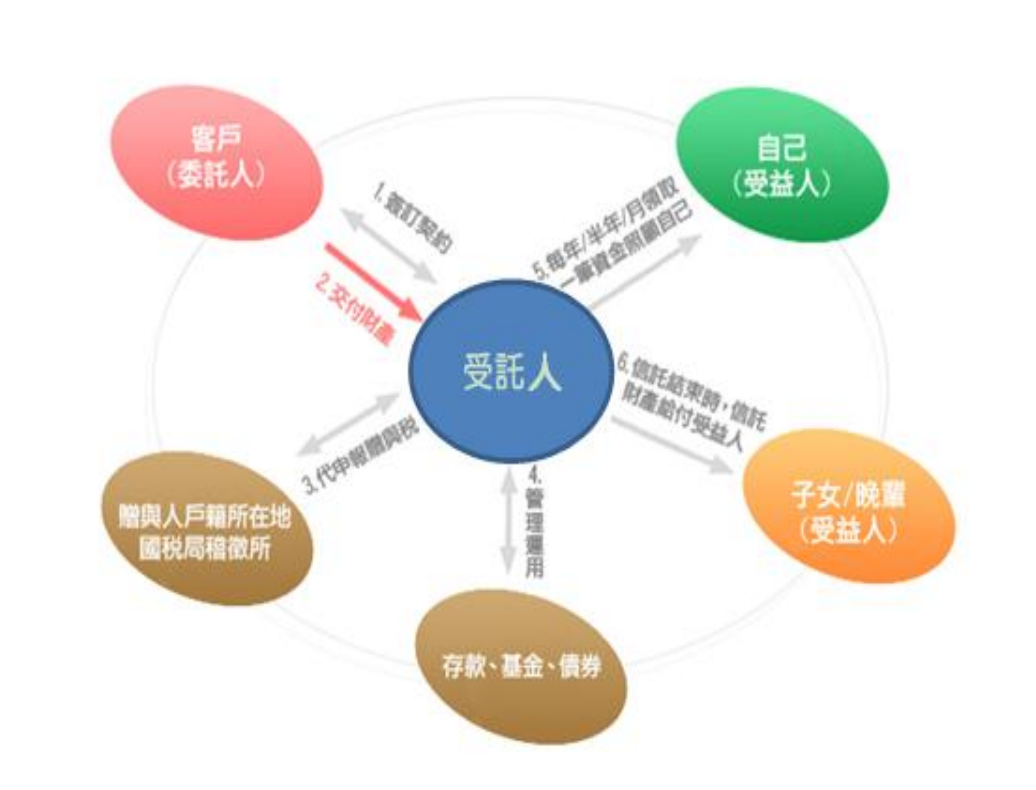 客戶
(委託人)
自己
(受益人)
1.簽訂契約
2.交付財產
5.每年/半年/月領取
一筆資金照顧自己
受託人
6.信託結束時,信託
財產給付受益人
3.代申報贈與稅
4.管理運用
子女/晚輩
(受益人)
贈與人戶籍所在地
國稅局稽徵所
存款、基金、債券